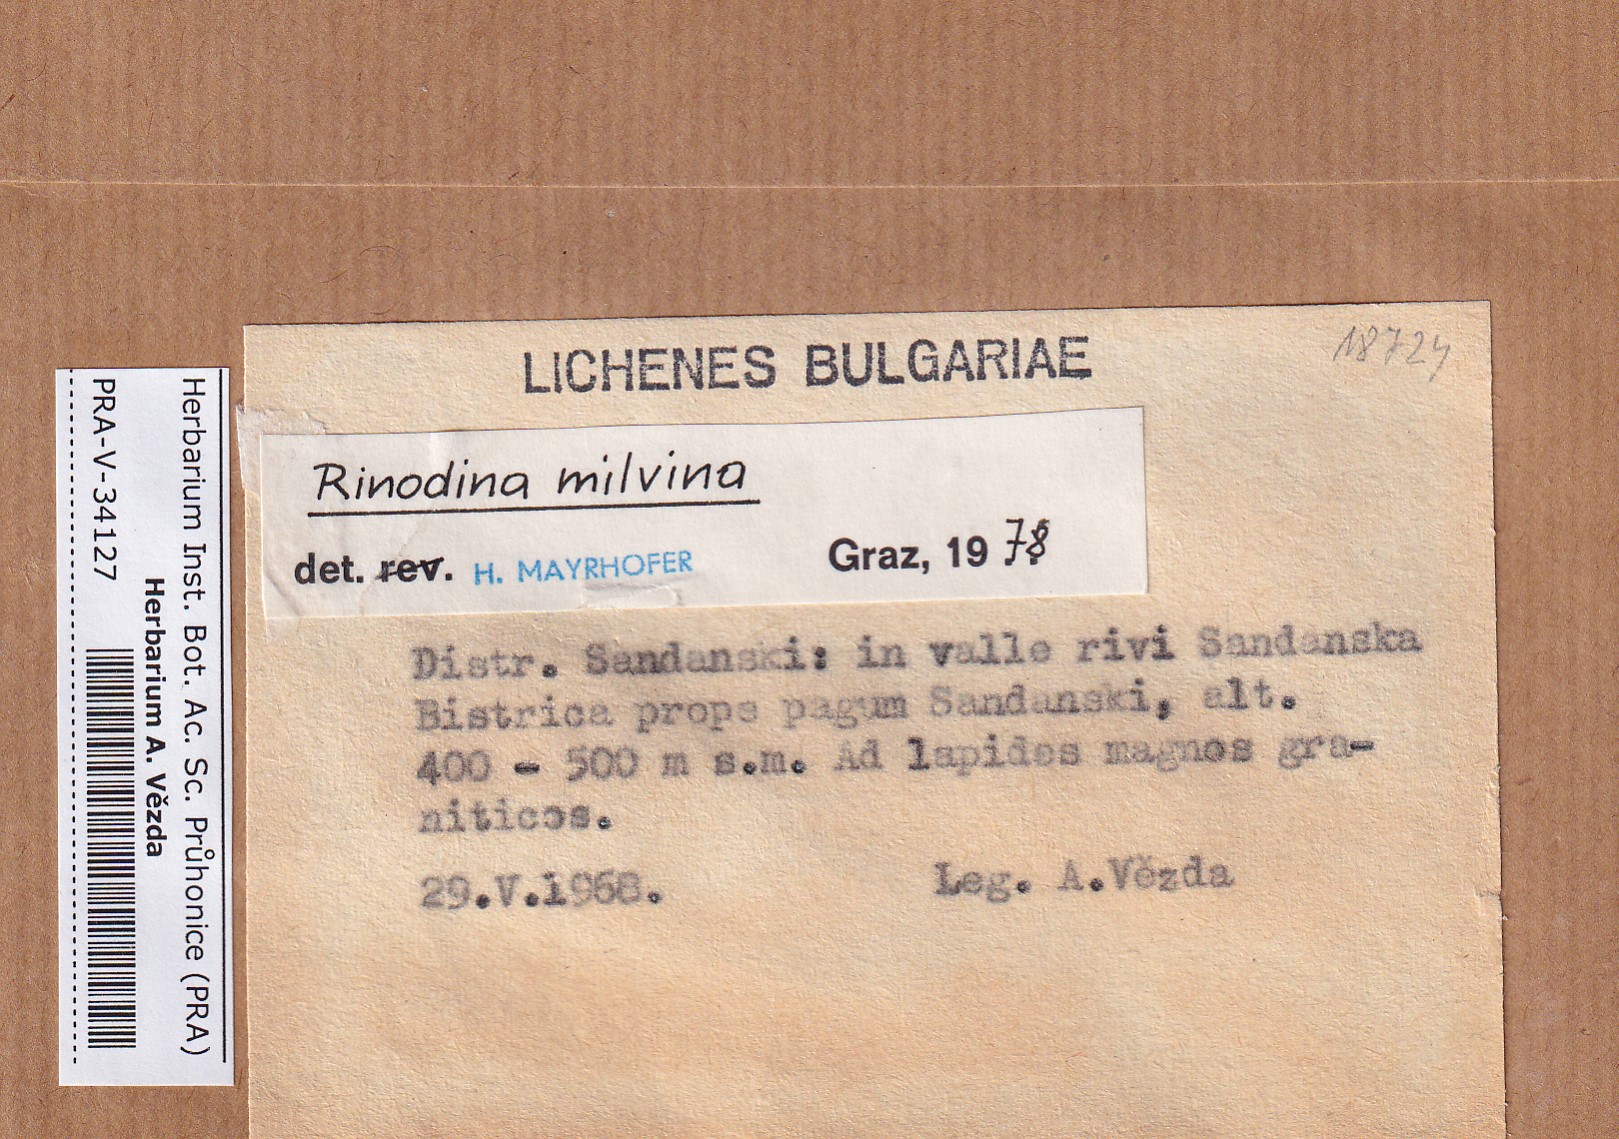 LICHENES BULGARIAE
18724
Rinodina milvina
det. rev. H. MAYRHOFER Graz, 1978
Distr. Sandanski: in valle rivi Sandanska
Bistrica prope pagum Sandanski, alt.
400 - 500 m s.m. Ad lapides magnos gra-
niticos.
29.V.1968. Leg. A.Vězda
Herbarium Inst. Bot. Ac. Sc. Průhonice (PRA)
Herbarium A. Vězda
PRA-V-34127